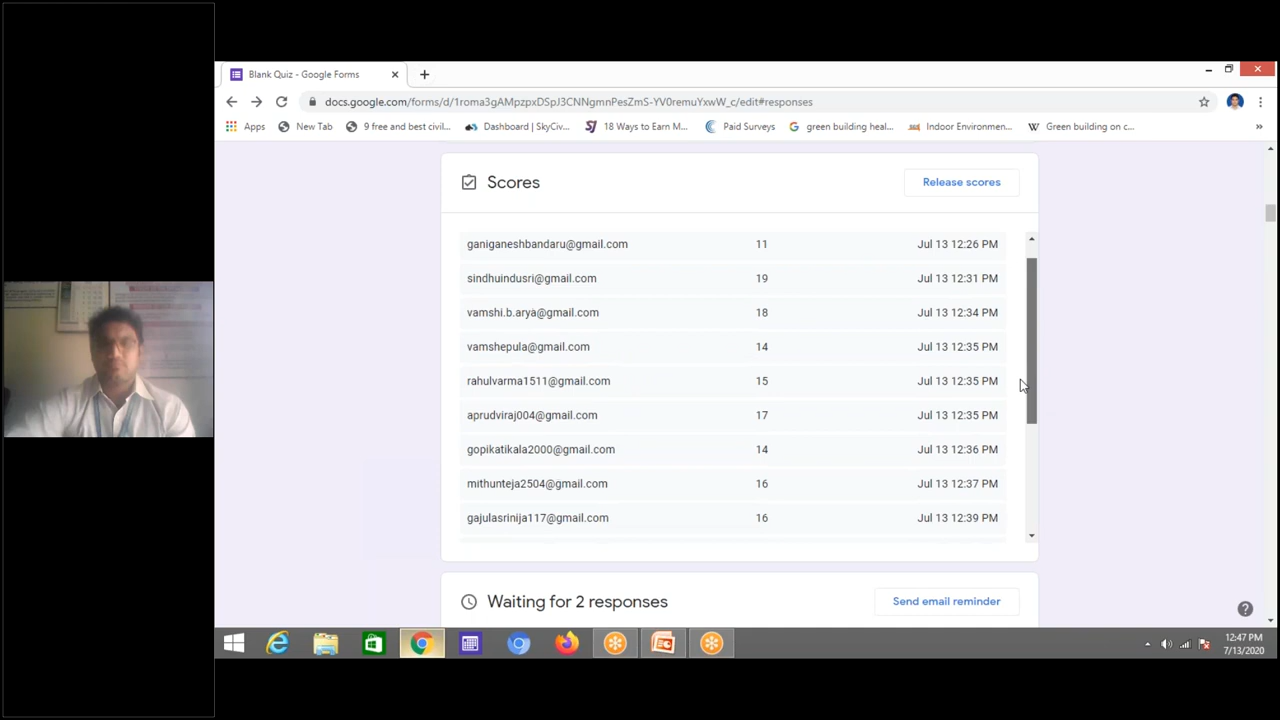 Blank Quiz - Google Forms
docs.google.com/forms/d/1roma3gAMpzpxDSpJ3CNNgmnPesZmS-YV0remuYxwW_c/edit#responses
Apps New Tab 9 free and best civil... Dashboard | SkyCiv... 18 Ways to Earn M... Paid Surveys green building heal... Indoor Environmen... Green building on c... »
Scores Release scores
ganiganeshbandaru@gmail.com 11 Jul 13 12:26 PM
sindhuindusri@gmail.com 19 Jul 13 12:31 PM
vamshi.b.arya@gmail.com 18 Jul 13 12:34 PM
vamshepula@gmail.com 14 Jul 13 12:35 PM
rahulvarma1511@gmail.com 15 Jul 13 12:35 PM
aprudviraj004@gmail.com 17 Jul 13 12:35 PM
gopikatikala2000@gmail.com 14 Jul 13 12:36 PM
mithunteja2504@gmail.com 16 Jul 13 12:37 PM
gajulasrinija117@gmail.com 16 Jul 13 12:39 PM
Waiting for 2 responses Send email reminder
12:47 PM
7/13/2020